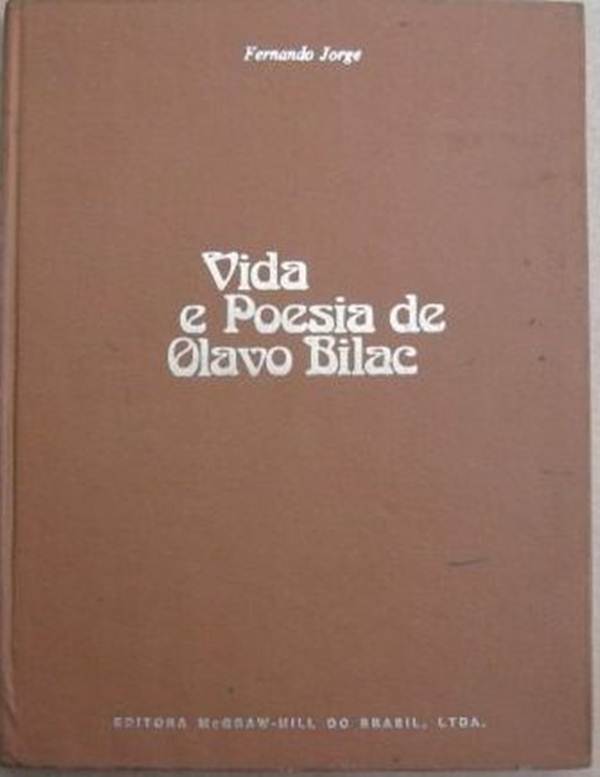 Fernando Jorge
Vida
e Poesia de
Olavo Bilac
EDITORA McGRAW-HILL DO BRASIL, LTDA.